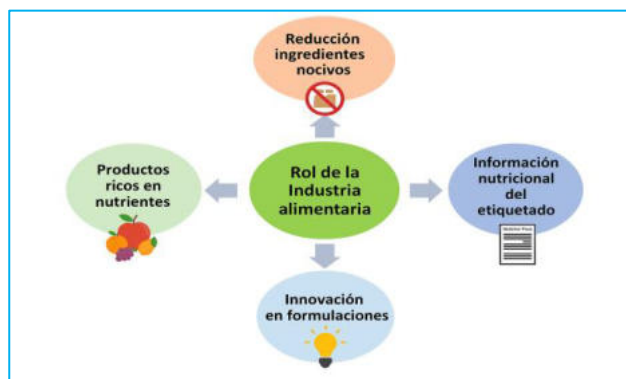 Reducción
ingredientes
nocivos
Productos
ricos en
nutrientes
Rol de la
Industria
alimentaria
Información
nutricional
del
etiquetado
Innovación
en formulaciones